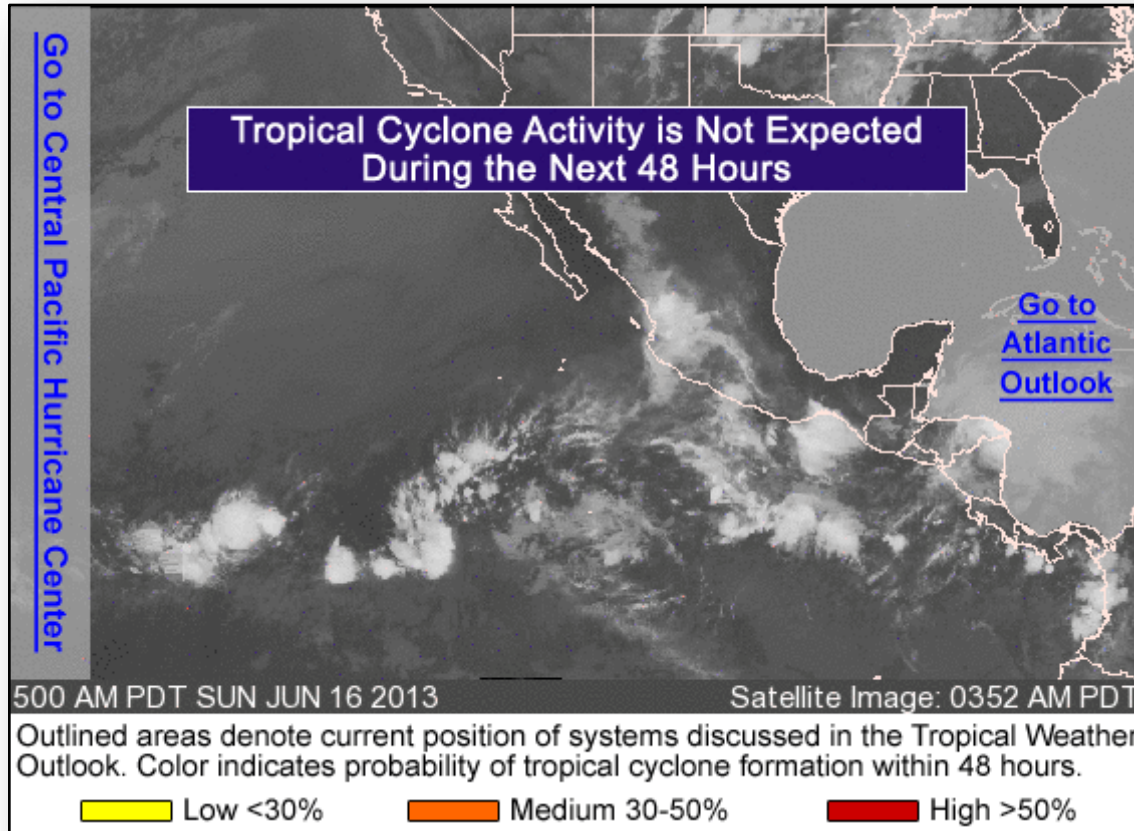 Go to Central Pacific Hurricane Center
Tropical Cyclone Activity is Not Expected
During the Next 48 Hours
Go to
Atlantic
Outlook
500 AM PDT SUN JUN 16 2013
Satellite Image: 0352 AM PDT
Outlined areas denote current position of systems discussed in the Tropical Weather
Outlook. Color indicates probability of tropical cyclone formation within 48 hours.
Low <30%
Medium 30-50%
High >50%